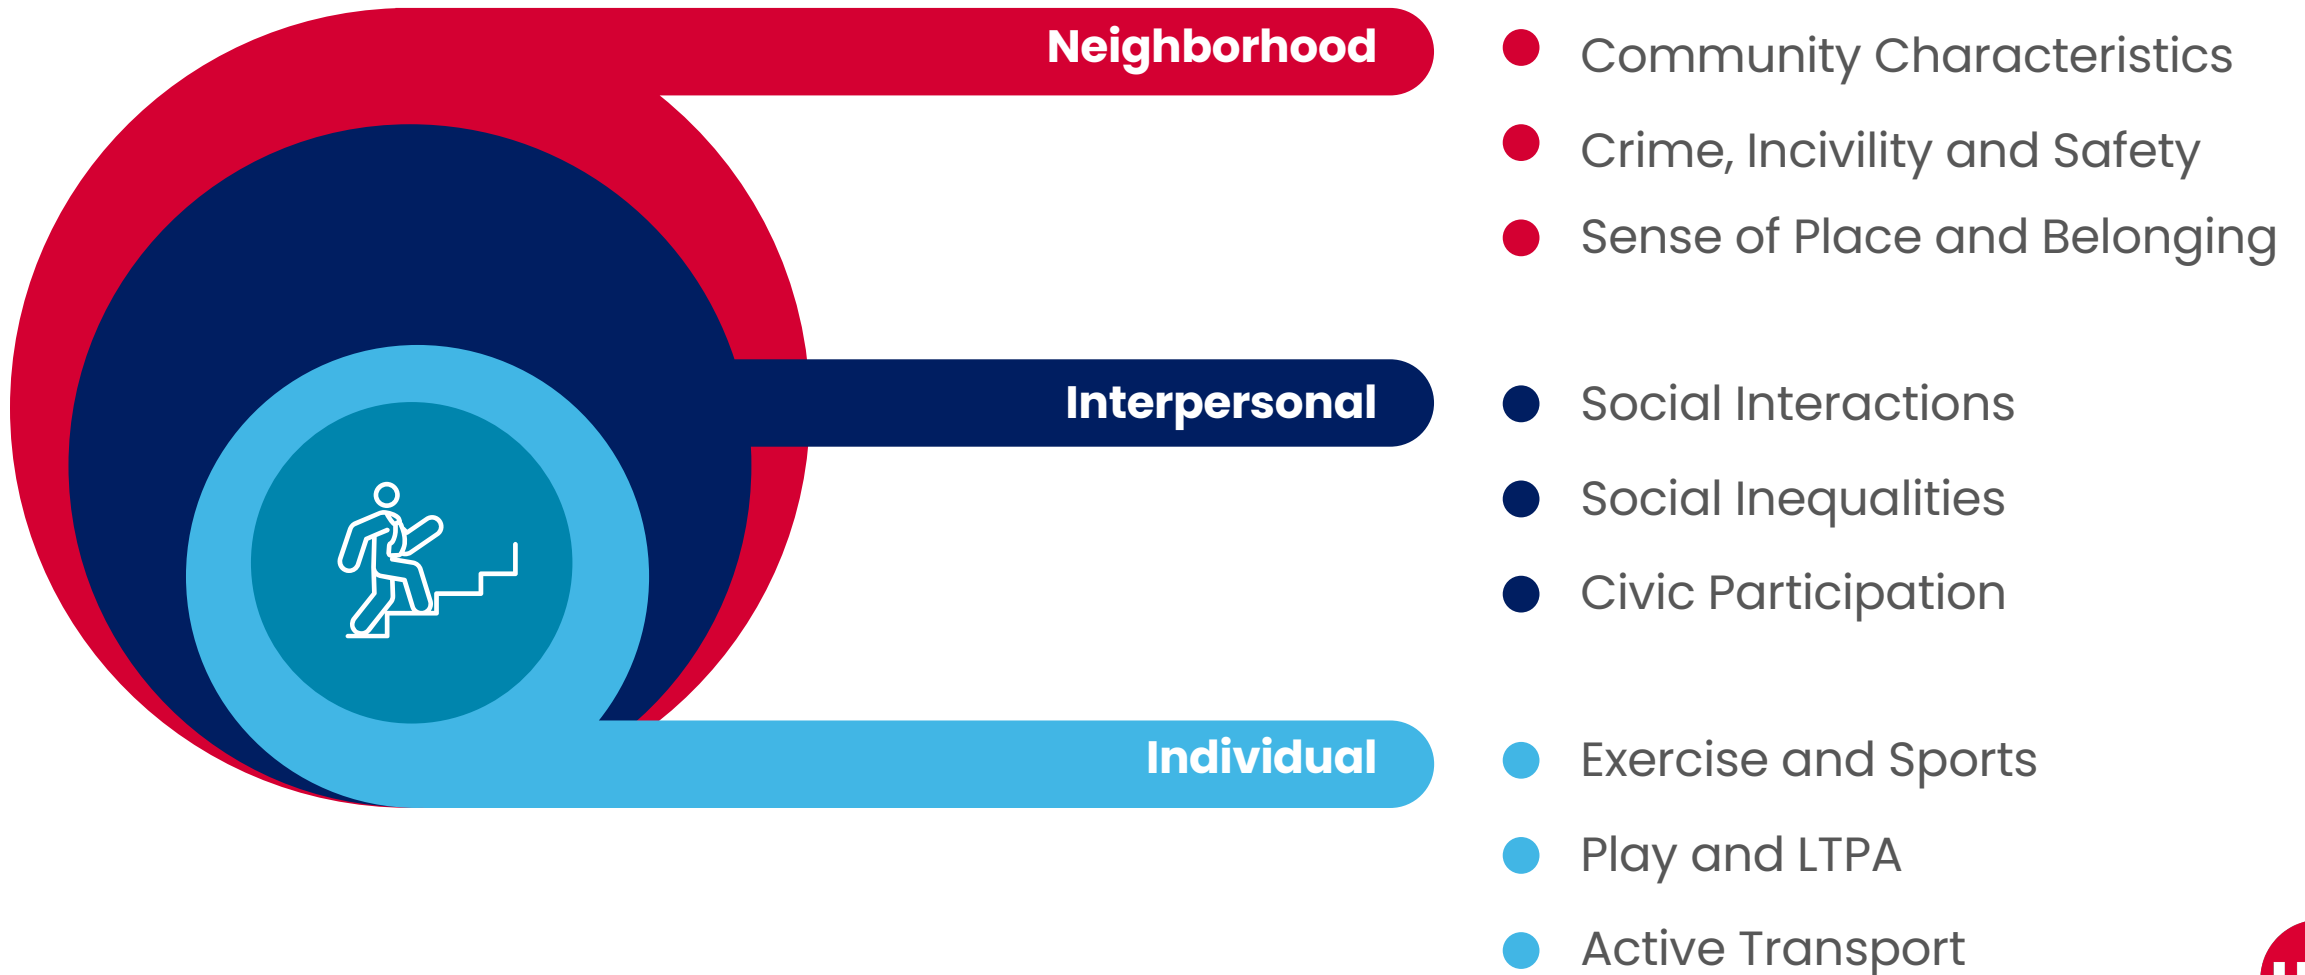 Neighborhood
Community Characteristics
Crime, Incivility and Safety
Sense of Place and Belonging
Interpersonal
Social Interactions
Social Inequalities
Civic Participation
Individual
Exercise and Sports
Play and LTPA
Active Transport